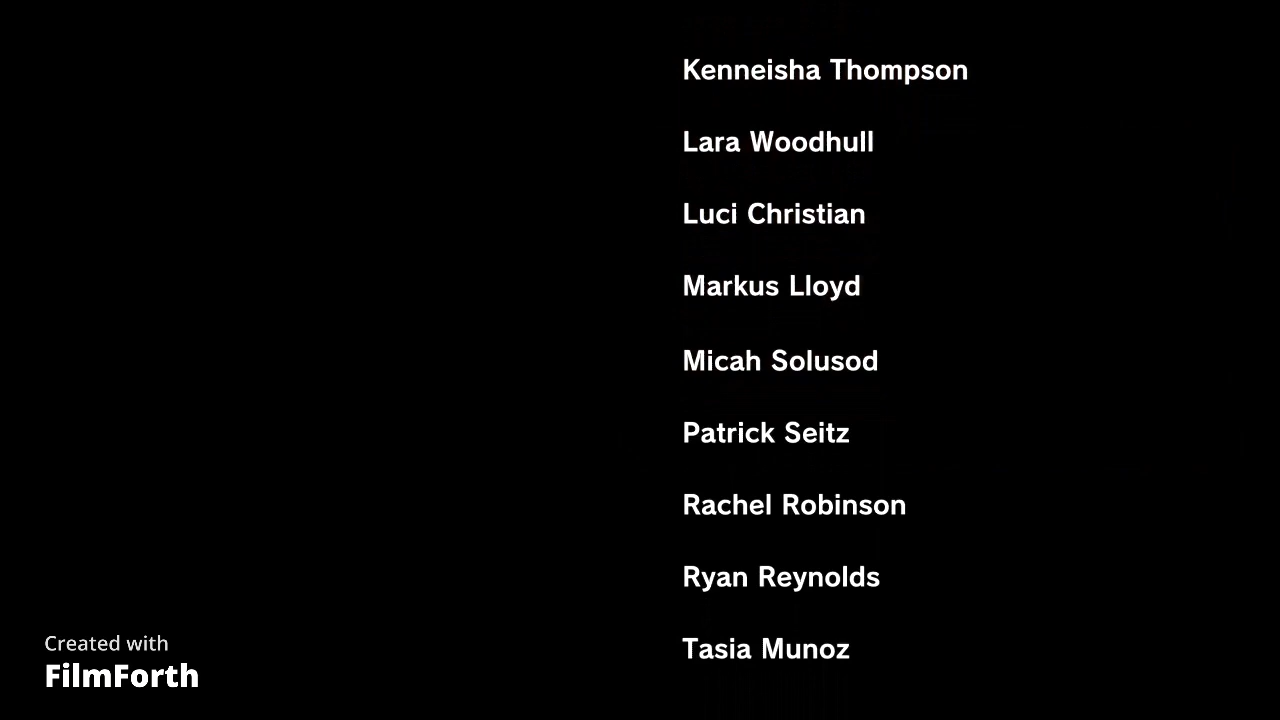 Kenneisha Thompson
Lara Woodhull
Luci Christian
Markus Lloyd
Micah Solusod
Patrick Seitz
Rachel Robinson
Ryan Reynolds
Tasia Munoz
Created with
FilmForth